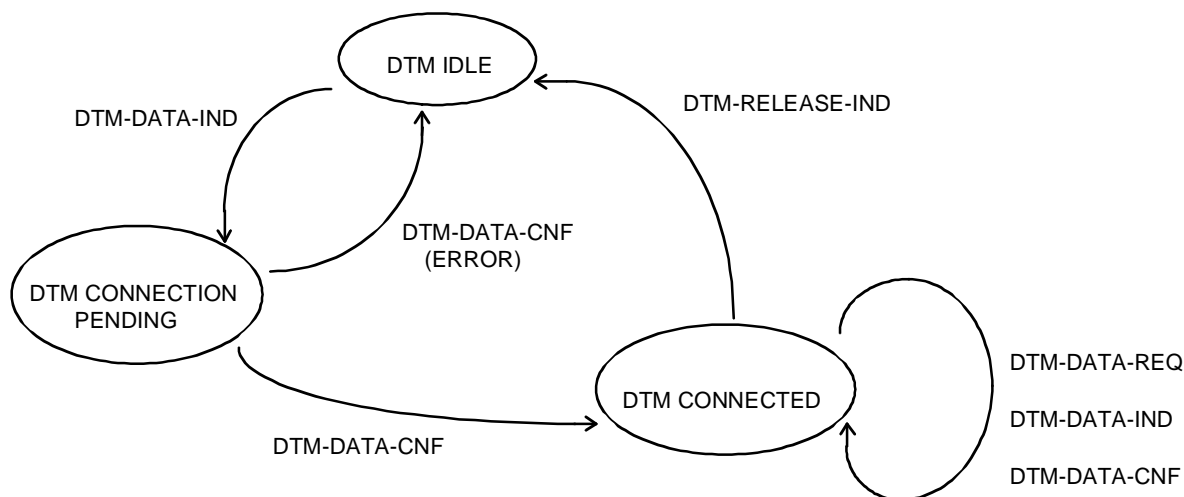 DTM IDLE
DTM-DATA-IND
DTM-RELEASE-IND
DTM-DATA-CNF
(ERROR)
DTM CONNECTION
PENDING
DTM CONNECTED
DTM-DATA-REQ
DTM-DATA-IND
DTM-DATA-CNF
DTM-DATA-CNF